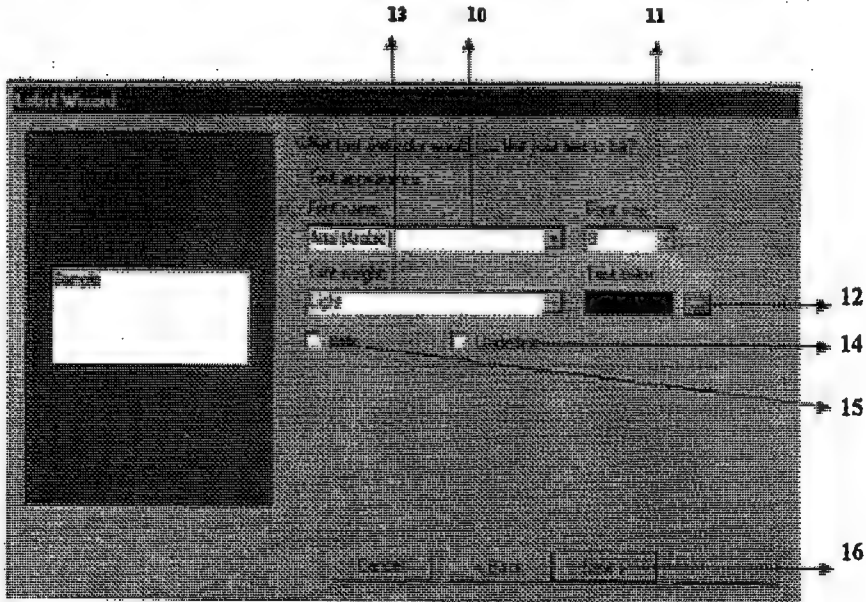 13 10 11
Label Wizard
What font and color would you like your text to be?
Text appearance
Font name: Font size:
Arial (Arabic) 8
Sample
Font weight: Text color:
Light
12
Italic Underline
14
15
Cancel < Back Next >
16